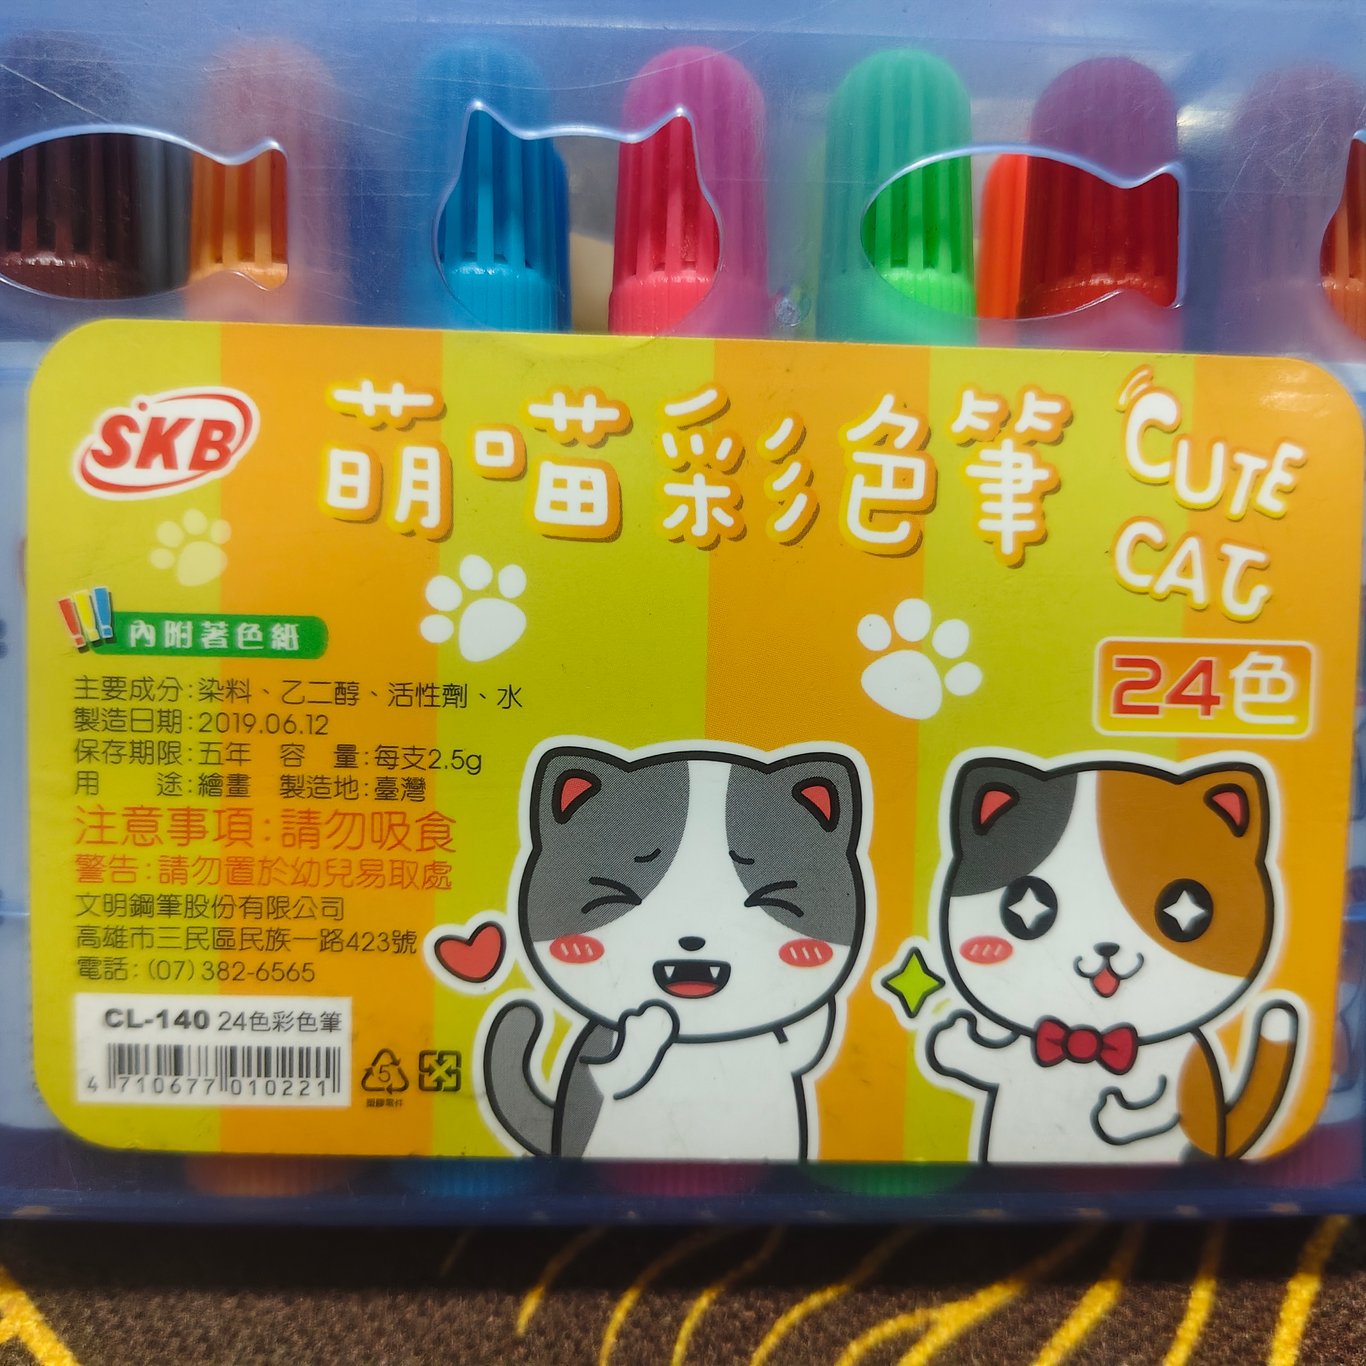 SKB
萌喵彩色筆
CUTE
CAT
24色
內附著色紙
主要成分:染料、乙二醇、活性劑、水
製造日期:2019.06.12
保存期限:五年 容 量:每支2.5g
用 途:繪畫 製造地:臺灣
注意事項:請勿吸食
警告:請勿置於幼兒易取處
文明鋼筆股份有限公司
高雄市三民區民族一路423號
電話:(07)382-6565
CL-140 24色彩色筆
4 710677 010221
5